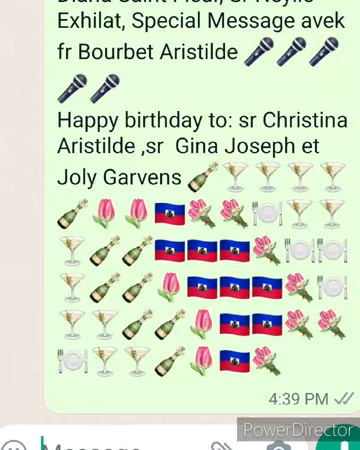 Exhilat, Special Message avek
fr Bourbet Aristilde 🎤🎤🎤
🎤🎤
Happy birthday to: sr Christina
Aristilde ,sr Gina Joseph et
Joly Garvens 🍾🍸🍸🍸🍸
🍾🌷🌷🇭🇹💐💐🍽️🍸🍸
🍸🍾🍾🇭🇹🇭🇹🇭🇹💐🍽️🍽️
🍸🍾🍾🌷🇭🇹🇭🇹🇭🇹💐🍽️
🍸🍸🍾🍾🌷🇭🇹🇭🇹💐💐
🍽️🍸🍸🍾🌷🇭🇹💐
4:39 PM
PowerDirector